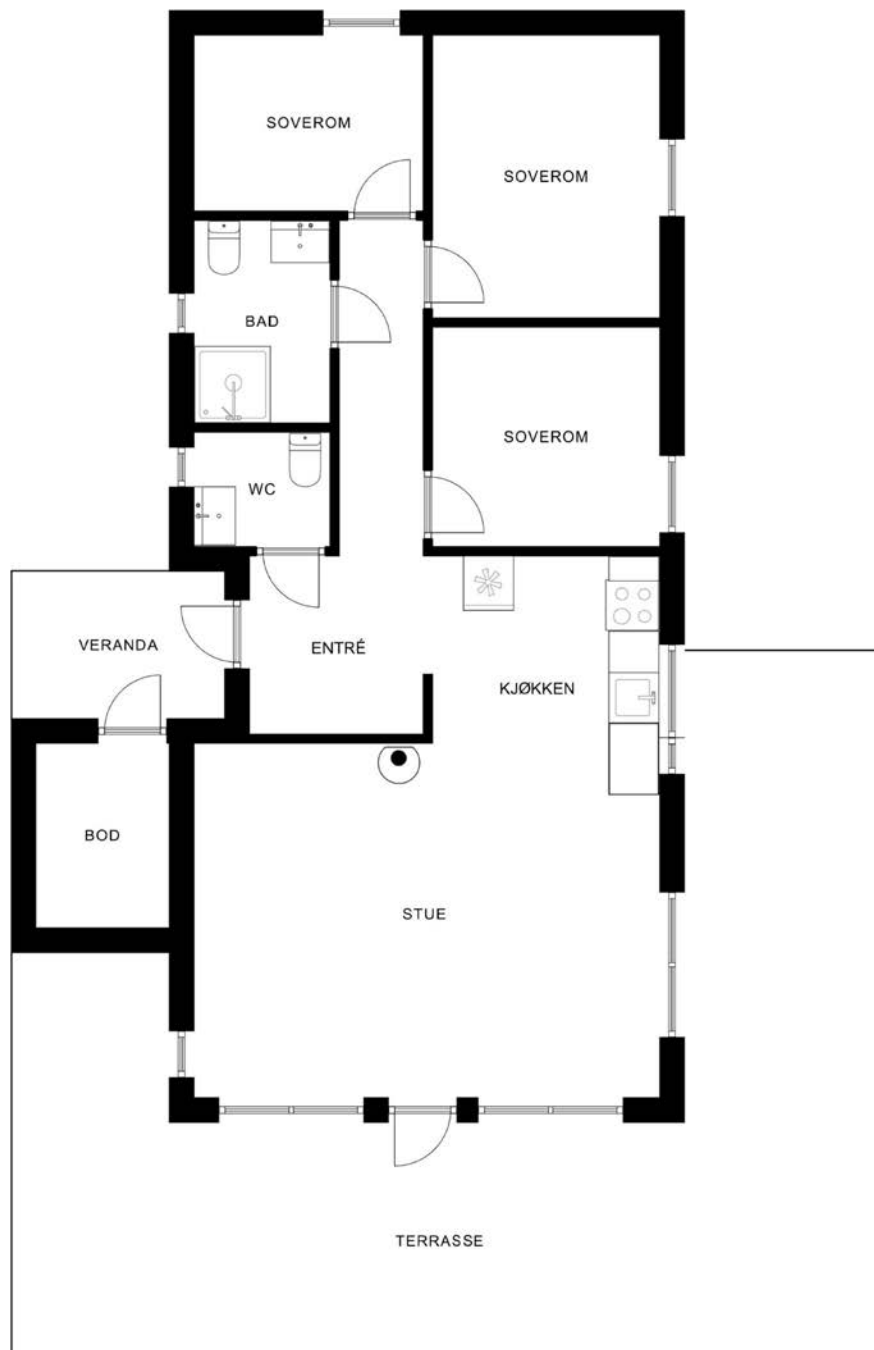 SOVEROM
SOVEROM
BAD
SOVEROM
WC
VERANDA
ENTRÉ
KJØKKEN
BOD
STUE
TERRASSE